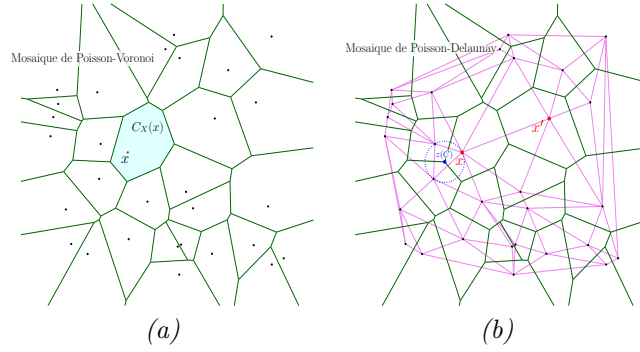 Mosaique de Poisson-Voronoi
C_X(x)
x
(a)
Mosaique de Poisson-Delaunay
z(C)
x
x'
(b)